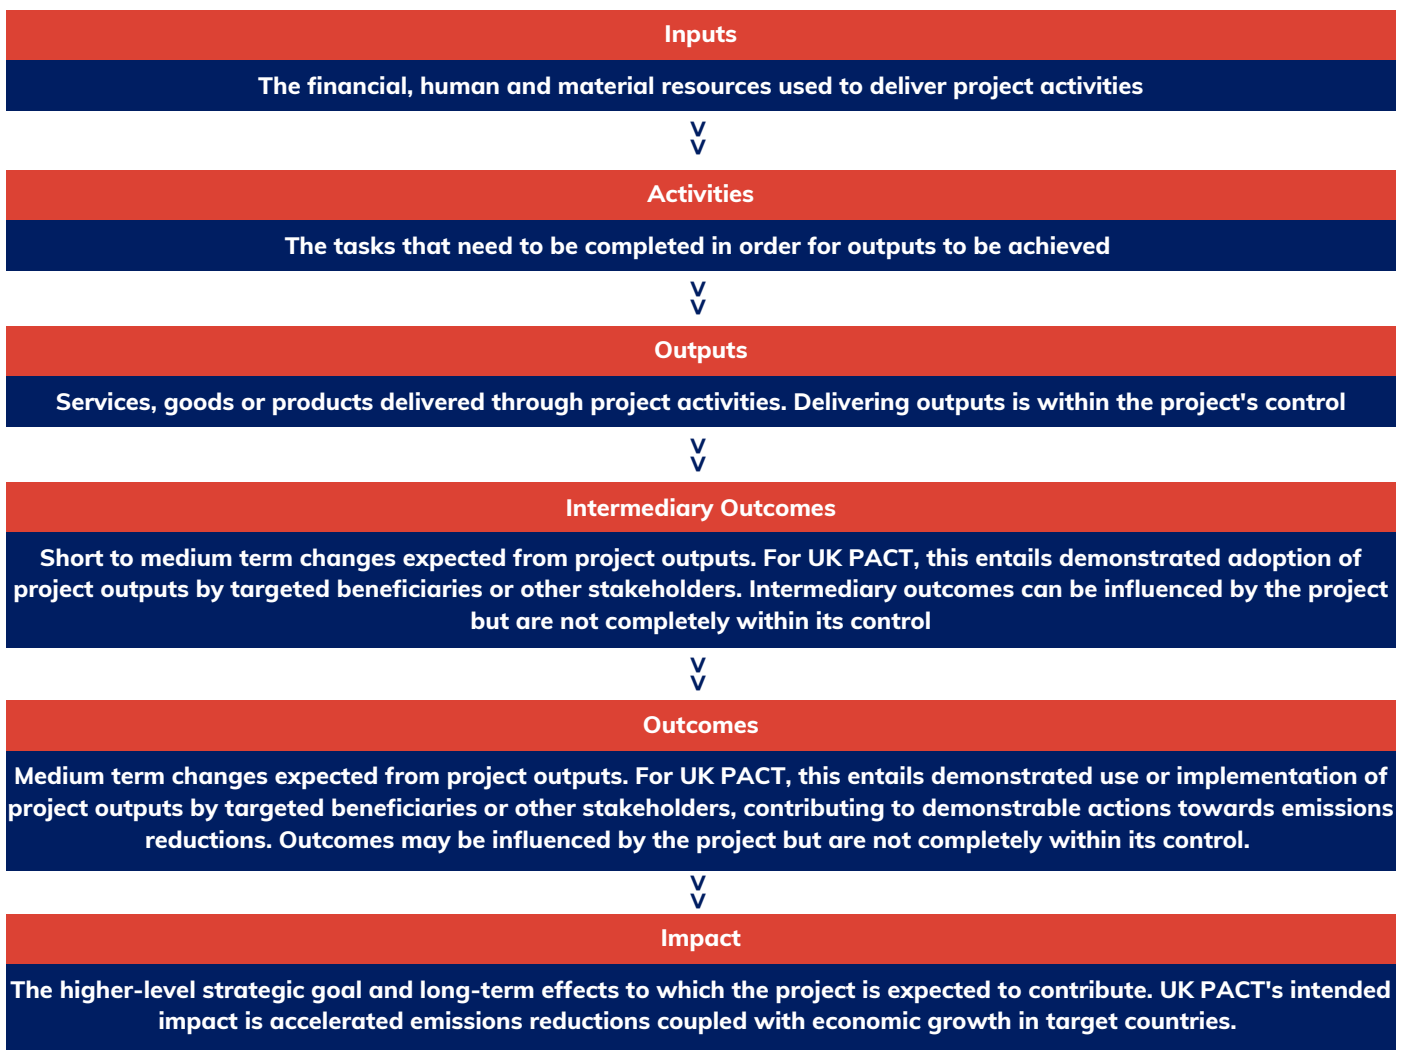 Inputs
The financial, human and material resources used to deliver project activities
Activities
The tasks that need to be completed in order for outputs to be achieved
Outputs
Services, goods or products delivered through project activities. Delivering outputs is within the project's control
Intermediary Outcomes
Short to medium term changes expected from project outputs. For UK PACT, this entails demonstrated adoption of
project outputs by targeted beneficiaries or other stakeholders. Intermediary outcomes can be influenced by the project
but are not completely within its control
Outcomes
Medium term changes expected from project outputs. For UK PACT, this entails demonstrated use or implementation of
project outputs by targeted beneficiaries or other stakeholders, contributing to demonstrable actions towards emissions
reductions. Outcomes may be influenced by the project but are not completely within its control.
Impact
The higher-level strategic goal and long-term effects to which the project is expected to contribute. UK PACT's intended
impact is accelerated emissions reductions coupled with economic growth in target countries.